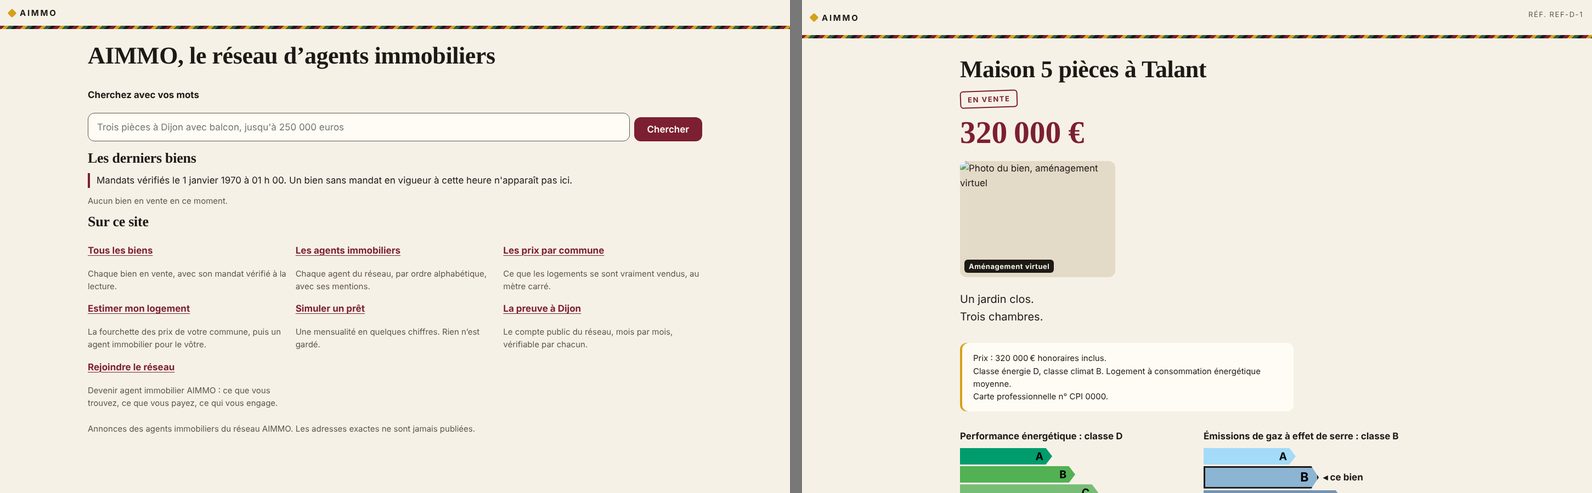 AIMMO
AIMMO, le réseau d’agents immobiliers
Cherchez avec vos mots
Trois pièces à Dijon avec balcon, jusqu'à 250 000 euros
Chercher
Les derniers biens
Mandats vérifiés le 1 janvier 1970 à 01 h 00. Un bien sans mandat en vigueur à cette heure n'apparaît pas ici.
Aucun bien en vente en ce moment.
Sur ce site
Tous les biens
Chaque bien en vente, avec son mandat vérifié à la
lecture.
Les agents immobiliers
Chaque agent du réseau, par ordre alphabétique,
avec ses mentions.
Les prix par commune
Ce que les logements se sont vraiment vendus, au
mètre carré.
Estimer mon logement
La fourchette des prix de votre commune, puis un
agent immobilier pour le vôtre.
Simuler un prêt
Une mensualité en quelques chiffres. Rien n’est
gardé.
La preuve à Dijon
Le compte public du réseau, mois par mois,
vérifiable par chacun.
Rejoindre le réseau
Devenir agent immobilier AIMMO : ce que vous
trouvez, ce que vous payez, ce qui vous engage.
Annonces des agents immobiliers du réseau AIMMO. Les adresses exactes ne sont jamais publiées.
AIMMO
RÉF. REF-D-1
Maison 5 pièces à Talant
EN VENTE
320 000 €
Photo du bien, aménagement
virtuel
Aménagement virtuel
Un jardin clos.
Trois chambres.
Prix : 320 000 € honoraires inclus.
Classe énergie D, classe climat B. Logement à consommation énergétique
moyenne.
Carte professionnelle n° CPI 0000.
Performance énergétique : classe D
A
B
C
Émissions de gaz à effet de serre : classe B
A
B ◂ ce bien